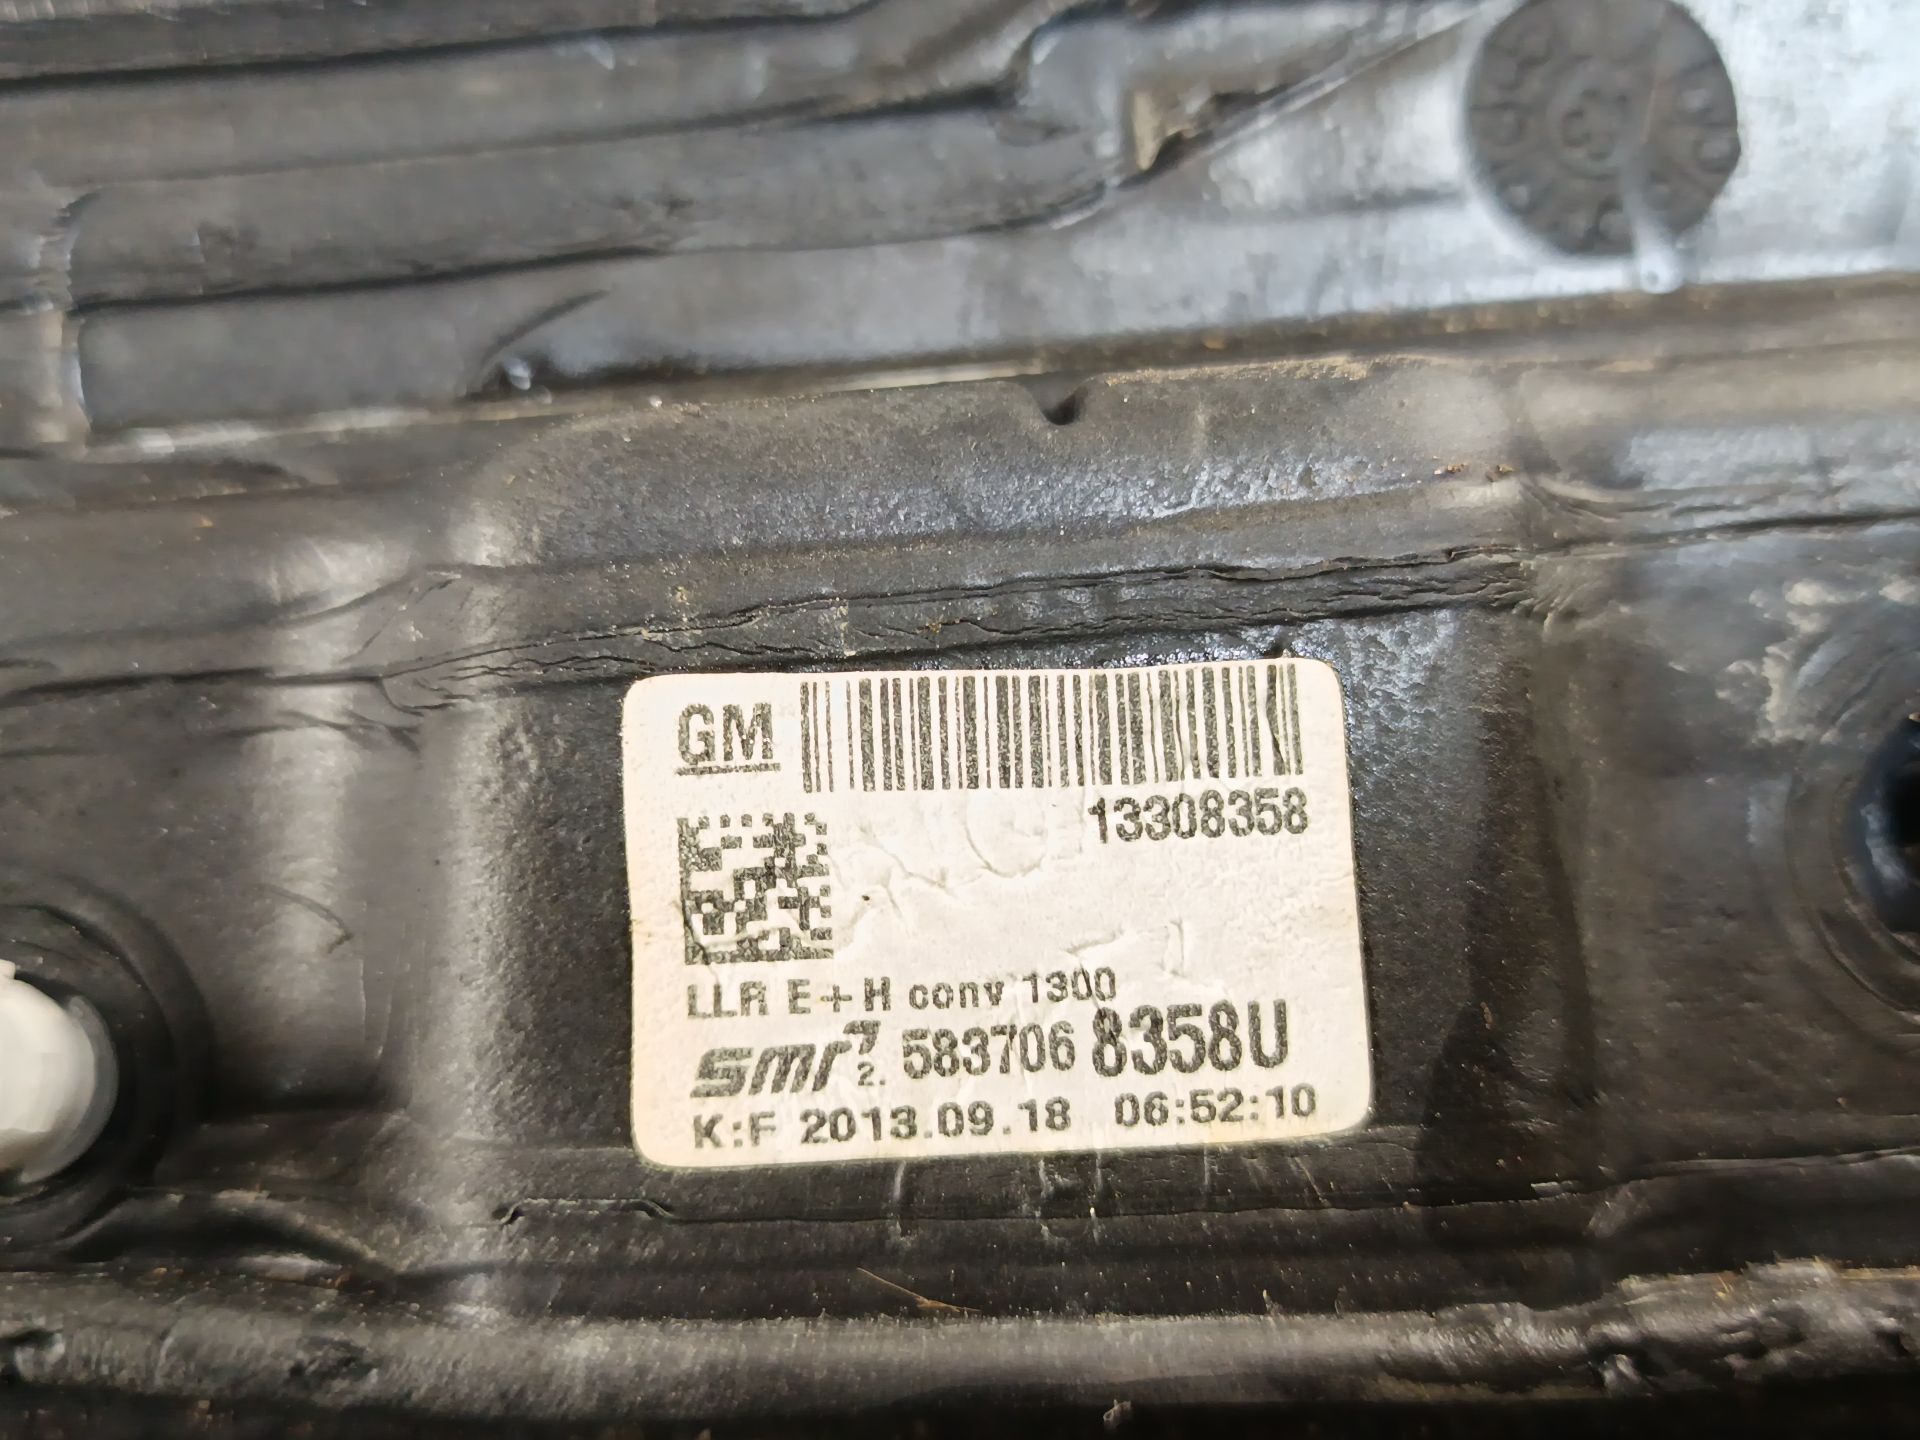 GM
13308358
LLR E+H conv 1300
smr 2. 583706 8358U
K:F 2013.09.18 06:52:10